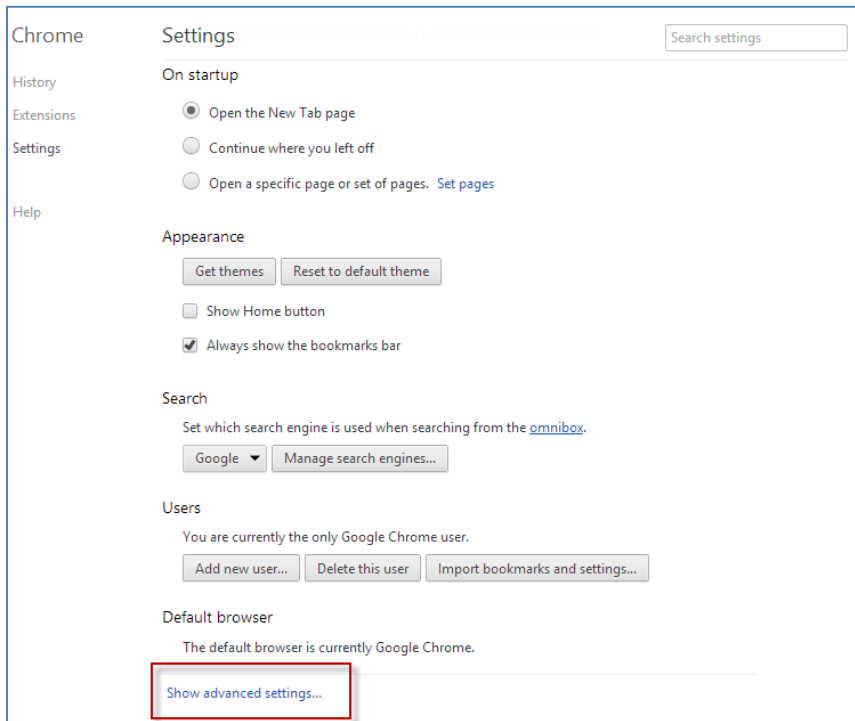 Chrome
Settings
Search settings
History
Extensions
Settings
Help
On startup
Open the New Tab page
Continue where you left off
Open a specific page or set of pages. Set pages
Appearance
Get themes Reset to default theme
Show Home button
Always show the bookmarks bar
Search
Set which search engine is used when searching from the omnibox.
Google Manage search engines...
Users
You are currently the only Google Chrome user.
Add new user... Delete this user Import bookmarks and settings...
Default browser
The default browser is currently Google Chrome.
Show advanced settings...